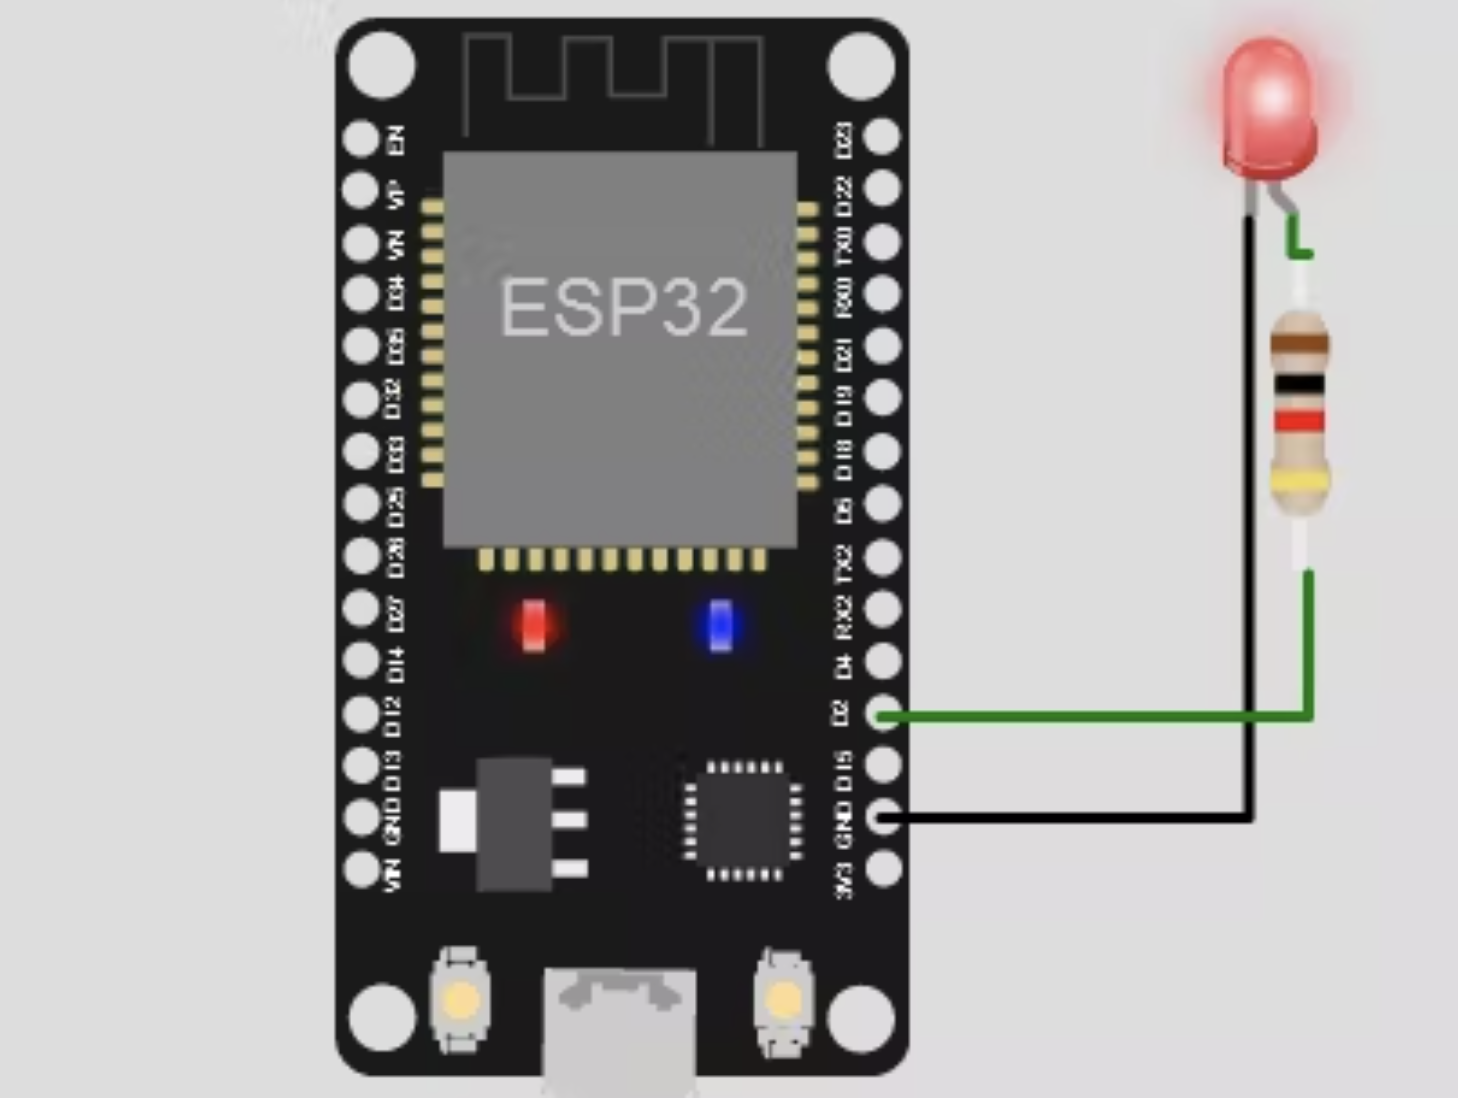 ESP32
EN
VP
VN
D34
D35
D32
D33
D25
D26
D27
D14
D12
D13
GND
VIN
D23
D22
TX0
RX0
D21
D19
D18
D5
TX2
RX2
D4
D2
D15
GND
3V3